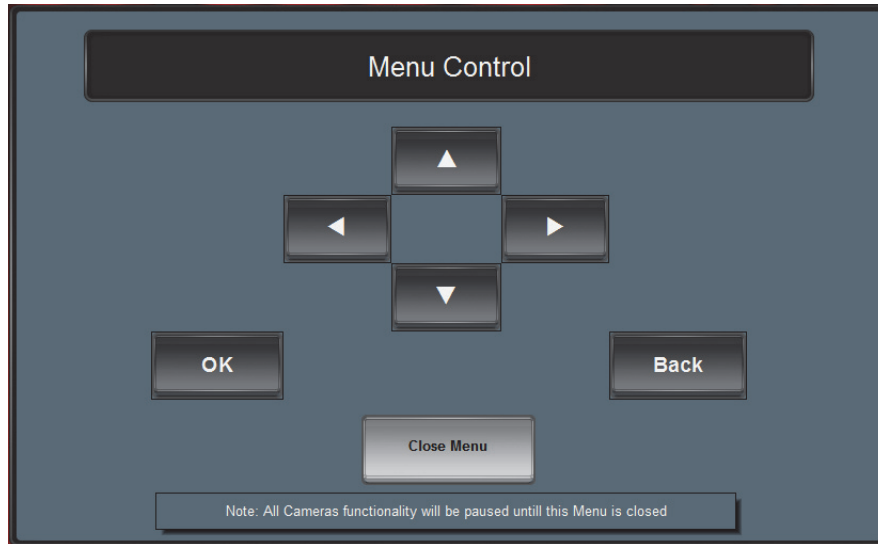 Menu Control
OK
Back
Close Menu
Note: All Cameras functionality will be paused untill this Menu is closed